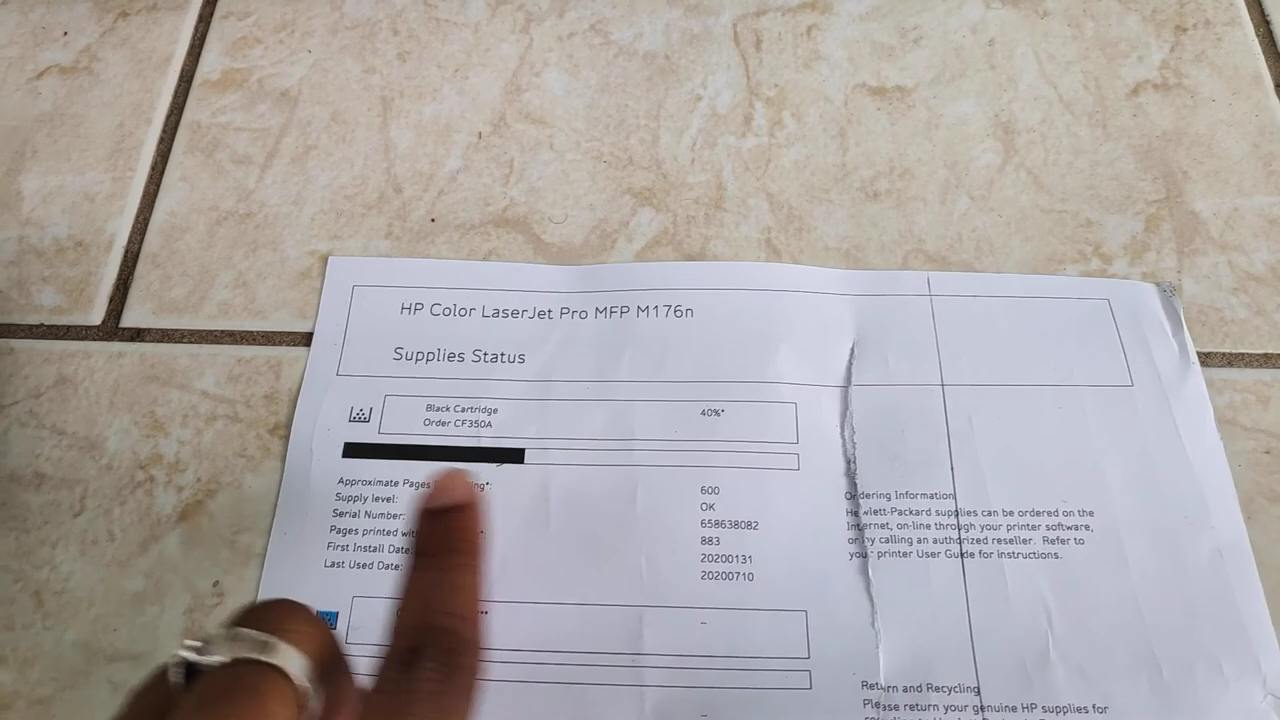 HP Color LaserJet Pro MFP M176n
Supplies Status
Black Cartridge 40%*
Order CF350A
Approximate Pages *: 600
Supply level: OK
Serial Number: 658638082
Pages printed 883
First Install Date: 20200131
Last Used Date: 20200710
--
--
Ordering Information
Hewlett-Packard supplies can be ordered on the
Internet, on-line through your printer software,
or by calling an authorized reseller. Refer to
your printer User Guide for instructions.
Return and Recycling
Please return your genuine HP supplies for